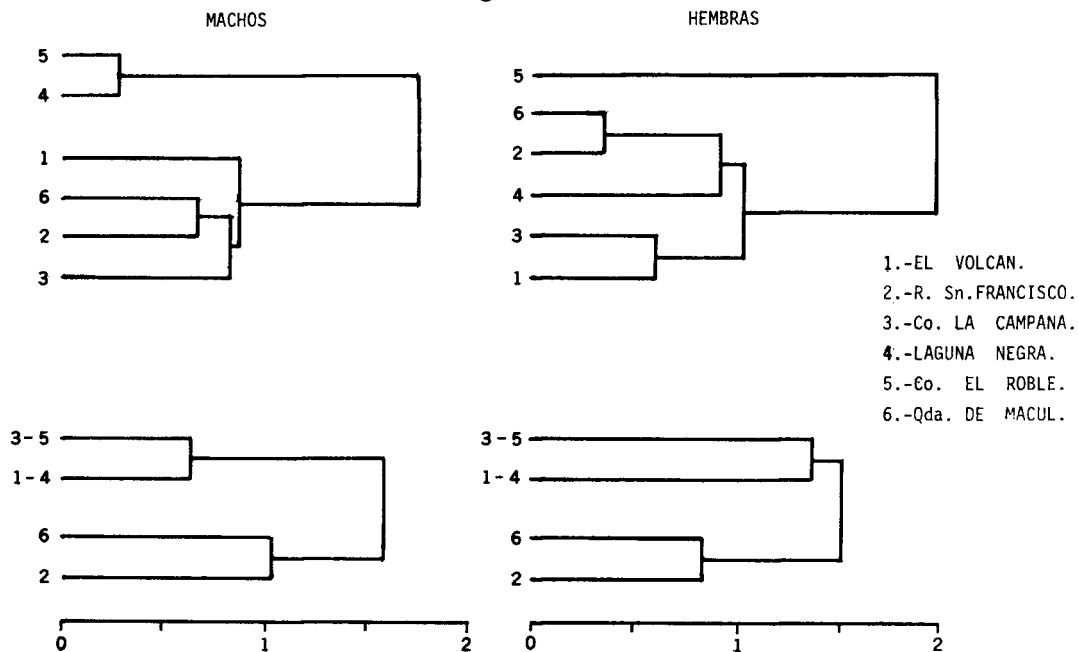 MACHOS
5
4
1
6
2
3
HEMBRAS
5
6
2
4
3
1
1.-EL VOLCAN.
2.-R. Sn.FRANCISCO.
3.-Co. LA CAMPANA.
4.-LAGUNA NEGRA.
5.-Co. EL ROBLE.
6.-Qda. DE MACUL.
3-5
1-4
6
2
0 1 2
3-5
1-4
6
2
0 1 2